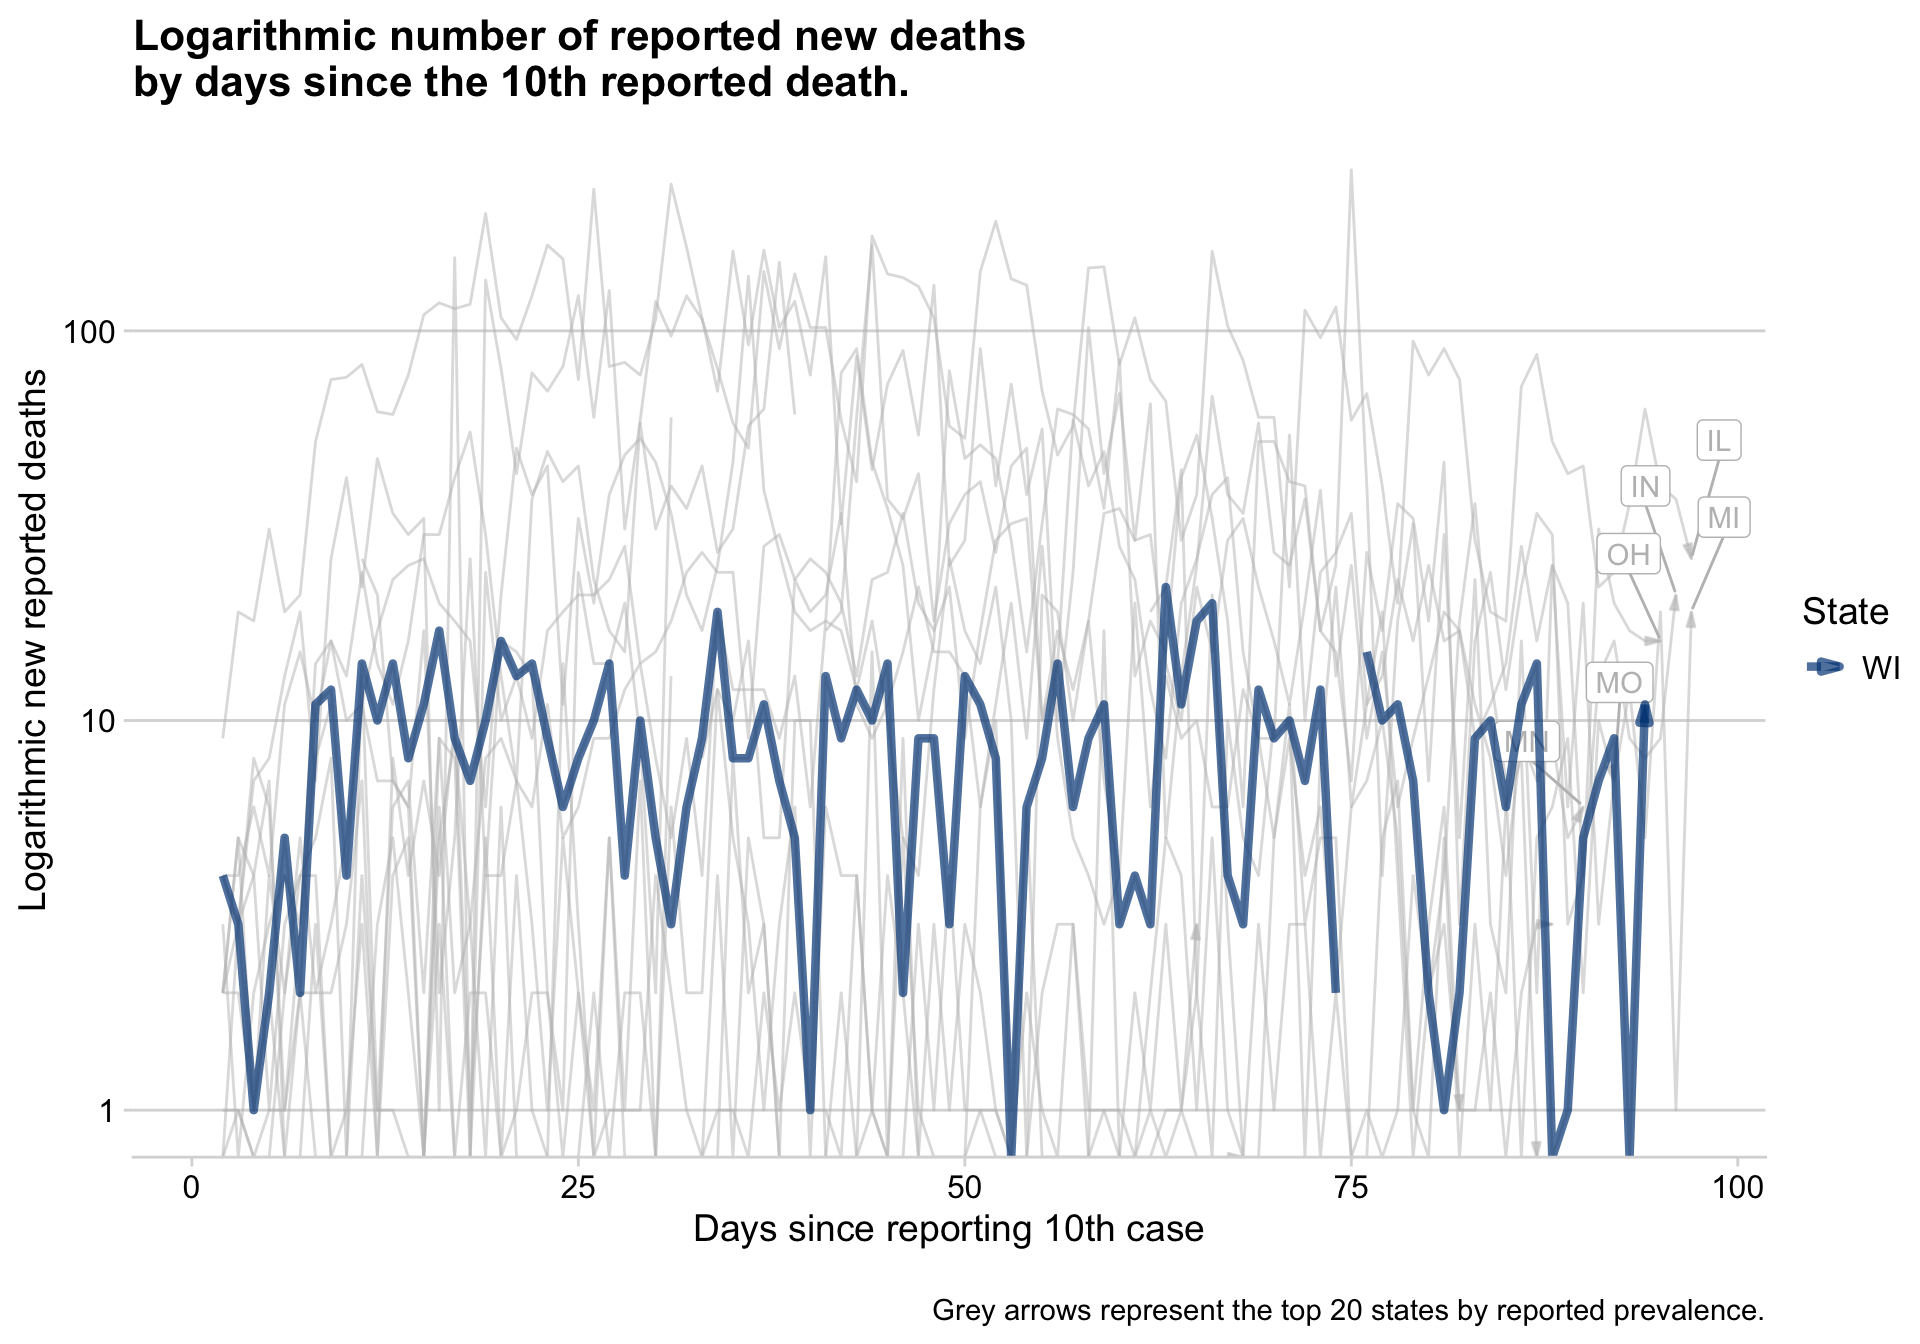 Logarithmic number of reported new deaths
by days since the 10th reported death.
Logarithmic new reported deaths
100
10
1
IL
IN
MI
OH
MO
MN
State
WI
0
25
50
75
100
Days since reporting 10th case
Grey arrows represent the top 20 states by reported prevalence.